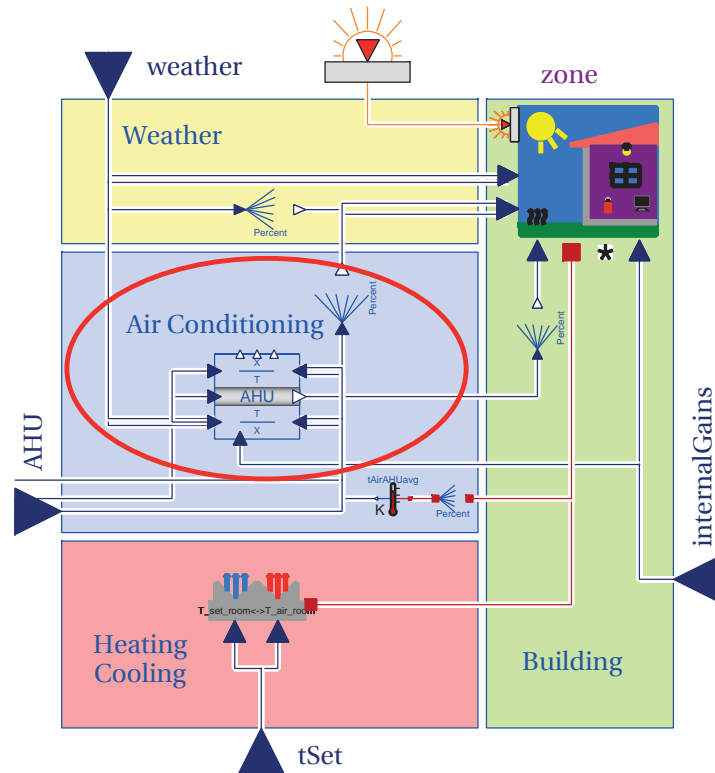 weather
zone
Weather
Percent
Percent
Air Conditioning
Percent
X
T
AHU
T
X
AHU
tAirAHUavg
K
Percent
internalGains
T_set_room<->T_air_room
Heating
Cooling
Building
tSet